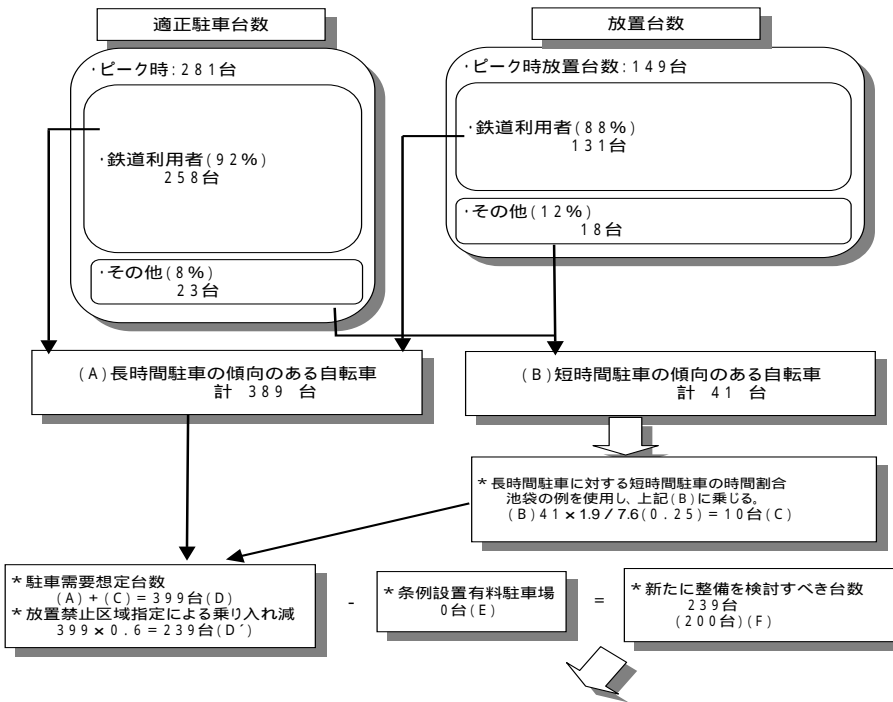 適正駐車台数
放置台数
・ピーク時:281台
・鉄道利用者(92%)
258台
・その他(8%)
23台
・ピーク時放置台数:149台
・鉄道利用者(88%)
131台
・その他(12%)
18台
(A)長時間駐車の傾向のある自転車
計 389 台
(B)短時間駐車の傾向のある自転車
計 41 台
*長時間駐車に対する短時間駐車の時間割合
池袋の例を使用し、上記(B)に乗じる。
(B)41×1.9/7.6(0.25)=10台(C)
*駐車需要想定台数
(A)+(C)=399台(D)
*放置禁止区域指定による乗り入れ減
399×0.6=239台(D´)
-
*条例設置有料駐車場
0台(E)
=
*新たに整備を検討すべき台数
239台
(200台)(F)